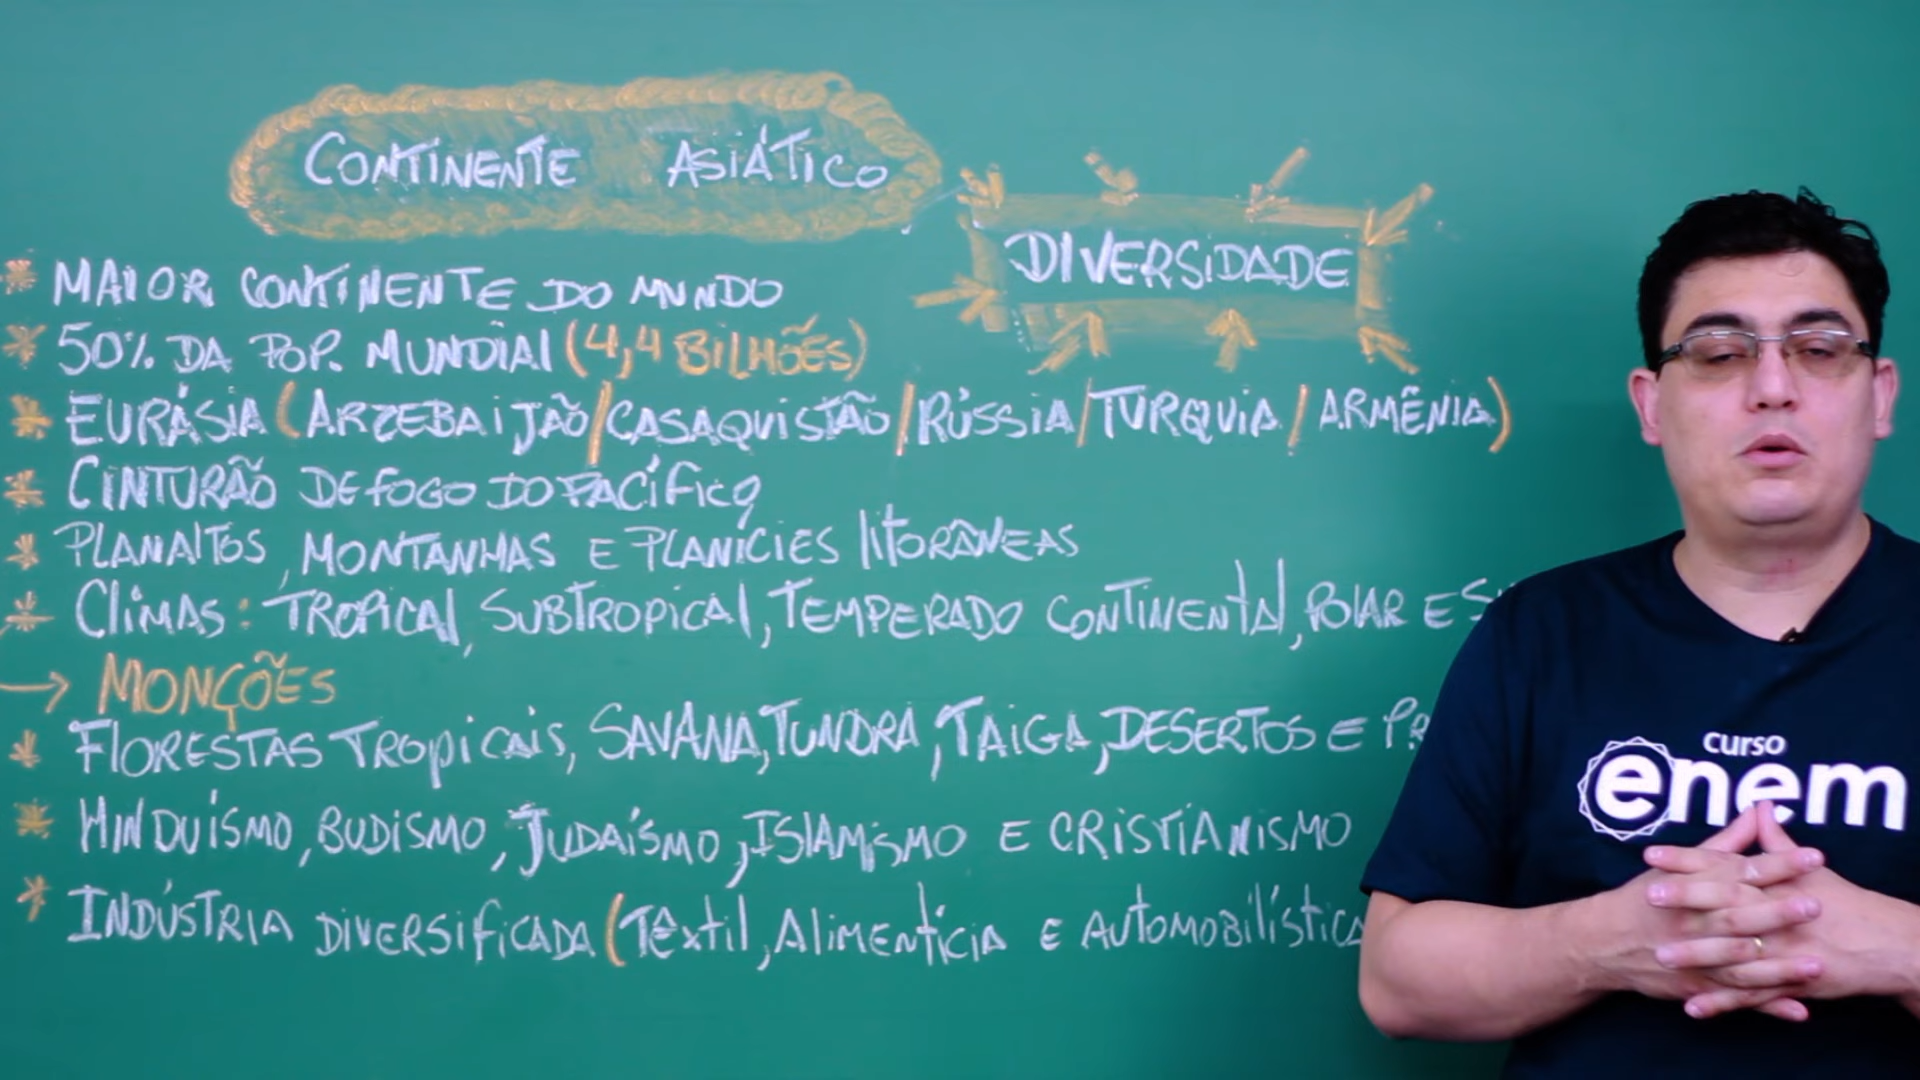 CONTINENTE ASIÁTICO
DIVERSIDADE
* MAIOR CONTINENTE DO MUNDO
* 50% DA POP. MUNDIAL (4,4 BILHÕES)
* EURÁSIA (ARZEBAIJÃO/CASAQUISTÃO/RÚSSIA/TURQUIA/ARMÊNIA)
* CINTURÃO DE FOGO DO PACÍFICO
* PLANALTOS, MONTANHAS E PLANÍCIES LITORÂNEAS
* CLIMAS: TROPICAL, SUBTROPICAL, TEMPERADO CONTINENTAL, POLAR E
→ MONÇÕES
* FLORESTAS TROPICAIS, SAVANA, TUNDRA, TAIGA, DESERTOS E
* HINDUÍSMO, BUDISMO, JUDAÍSMO, ISLAMISMO E CRISTIANISMO
* INDÚSTRIA DIVERSIFICADA (TÊXTIL, ALIMENTÍCIA E AUTOMOBILÍSTICA
curso
enem